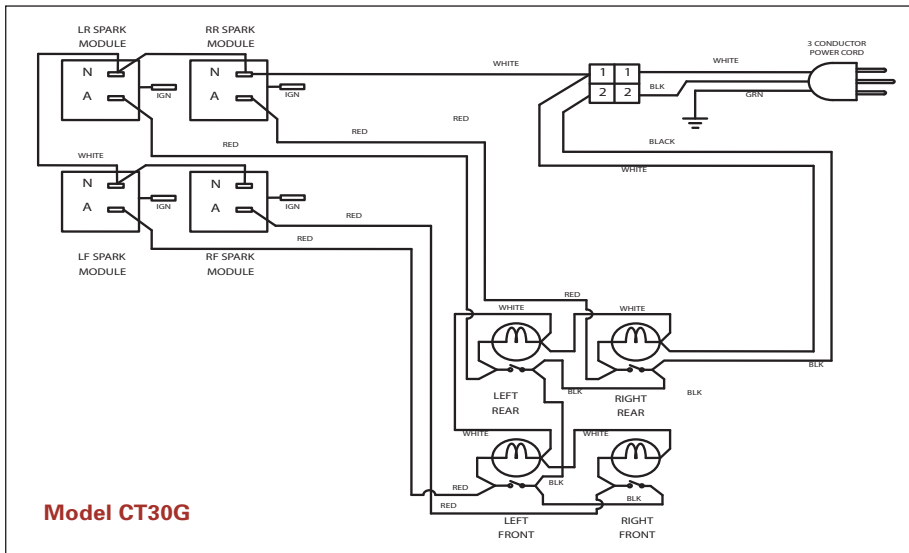 LR SPARK
MODULE
RR SPARK
MODULE
3 CONDUCTOR
POWER CORD
WHITE
WHITE
1 1
2 2
BLK
GRN
N
A
IGN
N
A
IGN
RED
RED
RED
BLACK
WHITE
WHITE
N
A
IGN
N
A
IGN
RED
RED
LF SPARK
MODULE
RF SPARK
MODULE
RED
WHITE
WHITE
BLK
BLK
BLK
LEFT
REAR
RIGHT
REAR
WHITE
WHITE
RED
BLK
BLK
RED
LEFT
FRONT
RIGHT
FRONT
Model CT30G